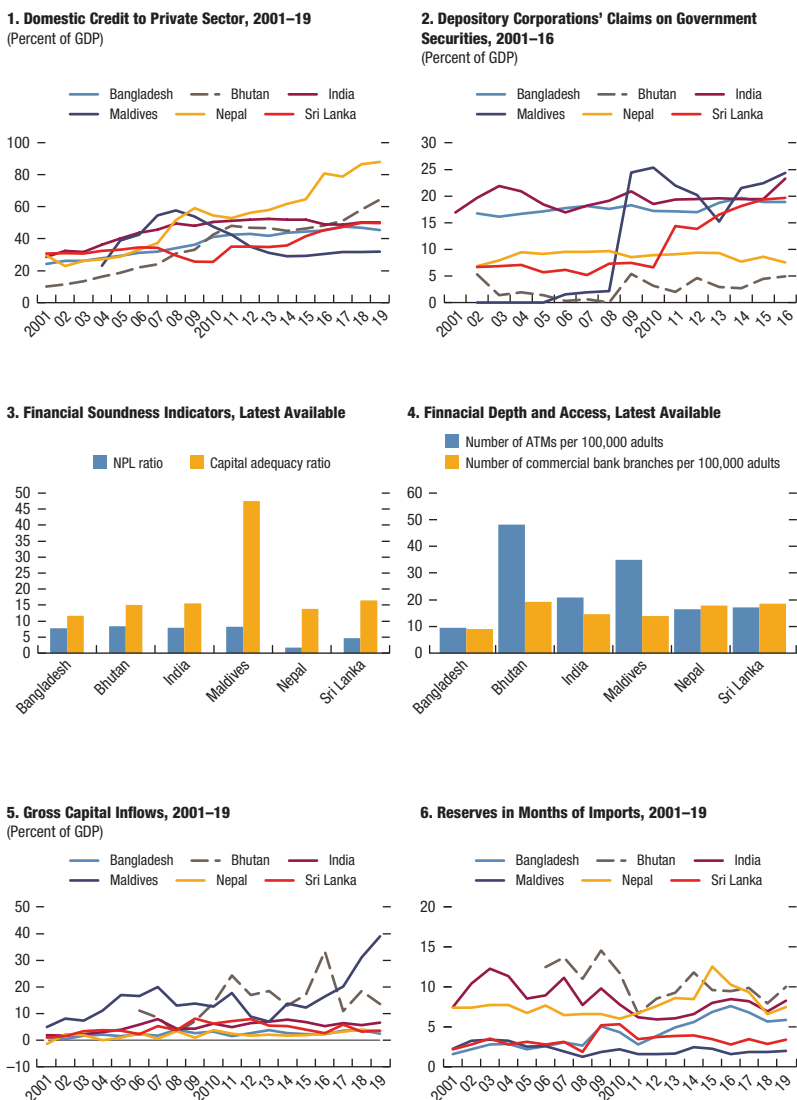 1. Domestic Credit to Private Sector, 2001–19
(Percent of GDP)
Bangladesh Bhutan India
Maldives Nepal Sri Lanka
100
80
60
40
20
0
2001 02 03 04 05 06 07 08 09 2010 11 12 13 14 15 16 17 18 19
2. Depository Corporations’ Claims on Government
Securities, 2001–16
(Percent of GDP)
Bangladesh Bhutan India
Maldives Nepal Sri Lanka
30
25
20
15
10
5
0
2001 02 03 04 05 06 07 08 09 2010 11 12 13 14 15 16
3. Financial Soundness Indicators, Latest Available
NPL ratio Capital adequacy ratio
50
45
40
35
30
25
20
15
10
5
0
Bangladesh Bhutan India Maldives Nepal Sri Lanka
4. Finnacial Depth and Access, Latest Available
Number of ATMs per 100,000 adults
Number of commercial bank branches per 100,000 adults
60
50
40
30
20
10
0
Bangladesh Bhutan India Maldives Nepal Sri Lanka
5. Gross Capital Inflows, 2001–19
(Percent of GDP)
Bangladesh Bhutan India
Maldives Nepal Sri Lanka
50
40
30
20
10
0
–10
2001 02 03 04 05 06 07 08 09 2010 11 12 13 14 15 16 17 18 19
6. Reserves in Months of Imports, 2001–19
Bangladesh Bhutan India
Maldives Nepal Sri Lanka
20
15
10
5
0
2001 02 03 04 05 06 07 08 09 2010 11 12 13 14 15 16 17 18 19